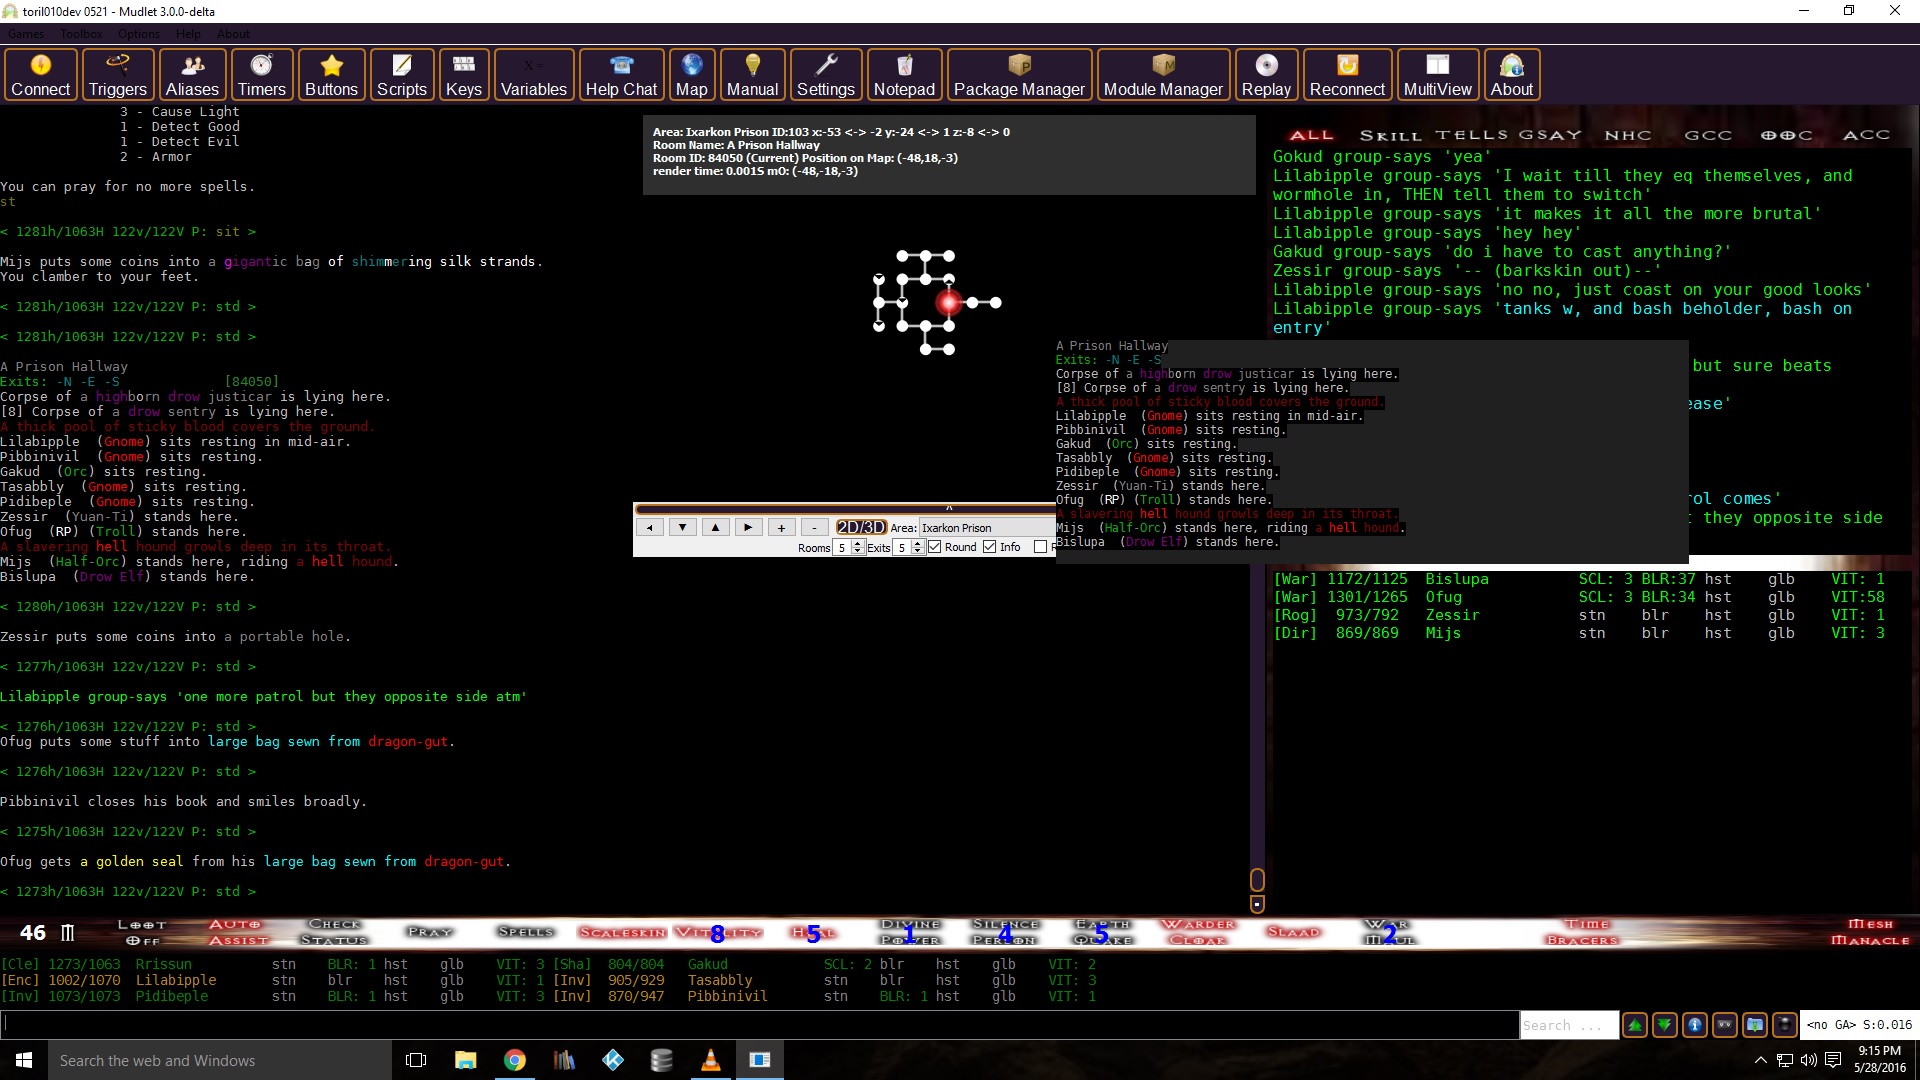 toril010dev 0521 - Mudlet 3.0.0-delta
Games Toolbox Options Help About
Connect Triggers Aliases Timers Buttons Scripts Keys Variables Help Chat Map Manual Settings Notepad Package Manager Module Manager Replay Reconnect MultiView About
3 - Cause Light
1 - Detect Good
1 - Detect Evil
2 - Armor
You can pray for no more spells.
st
< 1281h/1063H 122v/122V P: sit >
Mijs puts some coins into a gigantic bag of shimmering silk strands.
You clamber to your feet.
< 1281h/1063H 122v/122V P: std >
< 1281h/1063H 122v/122V P: std >
A Prison Hallway
Exits: -N -E -S [84050]
Corpse of a highborn drow justicar is lying here.
[8] Corpse of a drow sentry is lying here.
A thick pool of sticky blood covers the ground.
Lilabipple (Gnome) sits resting in mid-air.
Pibbinivil (Gnome) sits resting.
Gakud (Orc) sits resting.
Tasabbly (Gnome) sits resting.
Pidibeple (Gnome) sits resting.
Zessir (Yuan-Ti) stands here.
Ofug (RP) (Troll) stands here.
A slavering hell hound growls deep in its throat.
Mijs (Half-Orc) stands here, riding a hell hound.
Bislupa (Drow Elf) stands here.
< 1280h/1063H 122v/122V P: std >
Zessir puts some coins into a portable hole.
< 1277h/1063H 122v/122V P: std >
Lilabipple group-says 'one more patrol but they opposite side atm'
< 1276h/1063H 122v/122V P: std >
Ofug puts some stuff into large bag sewn from dragon-gut.
< 1276h/1063H 122v/122V P: std >
Pibbinivil closes his book and smiles broadly.
< 1275h/1063H 122v/122V P: std >
Ofug gets a golden seal from his large bag sewn from dragon-gut.
< 1273h/1063H 122v/122V P: std >
Area: Ixarkon Prison ID:103 x:-53 <-> -2 y:-24 <-> 1 z:-8 <-> 0
Room Name: A Prison Hallway
Room ID: 84050 (Current) Position on Map: (-48,18,-3)
render time: 0.001S mO: (-48,-18,-3)
^
+ - 2D/3D Area: Ixarkon Prison
Rooms 5 Exits 5 Round Info
ALL SKILL TELLS GSAY NHC GCC OOC ACC
Gokud group-says 'yea'
Lilabipple group-says 'I wait till they eq themselves, and
wormhole in, THEN tell them to switch'
Lilabipple group-says 'it makes it all the more brutal'
Lilabipple group-says 'hey hey'
Gakud group-says 'do i have to cast anything?'
Zessir group-says '-- (barkskin out)--'
Lilabipple group-says 'no no, just coast on your good looks'
Lilabipple group-says 'tanks w, and bash beholder, bash on
entry'
but sure beats
ease'
rol comes'
t they opposite side
A Prison Hallway
Exits: -N -E -S
Corpse of a highborn drow justicar is lying here.
[8] Corpse of a drow sentry is lying here.
A thick pool of sticky blood covers the ground.
Lilabipple (Gnome) sits resting in mid-air.
Pibbinivil (Gnome) sits resting.
Gakud (Orc) sits resting.
Tasabbly (Gnome) sits resting.
Pidibeple (Gnome) sits resting.
Zessir (Yuan-Ti) stands here.
Ofug (RP) (Troll) stands here.
A slavering hell hound growls deep in its throat.
Mijs (Half-Orc) stands here, riding a hell hound.
Bislupa (Drow Elf) stands here.
[War] 1172/1125 Bislupa SCL: 3 BLR:37 hst glb VIT: 1
[War] 1301/1265 Ofug SCL: 3 BLR:34 hst glb VIT:58
[Rog] 973/792 Zessir stn blr hst glb VIT: 1
[Dir] 869/869 Mijs stn blr hst glb VIT: 3
46 LOOT OFF AUTO ASSIST CHECK STATUS PRAY SPELLS SCALESKIN VITALITY 8 HEAL 5 DIVINE POWER 1 SILENCE PERSON 4 EARTH QUAKE 5 WARDER CLOAK SLAAD WAR MAUL 2 TIME BRACERS MESH MANACLE
[Cle] 1273/1063 Rrissun stn BLR: 1 hst glb VIT: 3 [Sha] 804/804 Gakud SCL: 2 blr hst glb VIT: 2
[Enc] 1002/1070 Lilabipple stn blr hst glb VIT: 1 [Inv] 905/929 Tasabbly stn blr hst glb VIT: 3
[Inv] 1073/1073 Pidibeple stn BLR: 1 hst glb VIT: 3 [Inv] 870/947 Pibbinivil stn BLR: 1 hst glb VIT: 1
Search ...
<no GA> S:0.016
Search the web and Windows
9:15 PM
5/28/2016